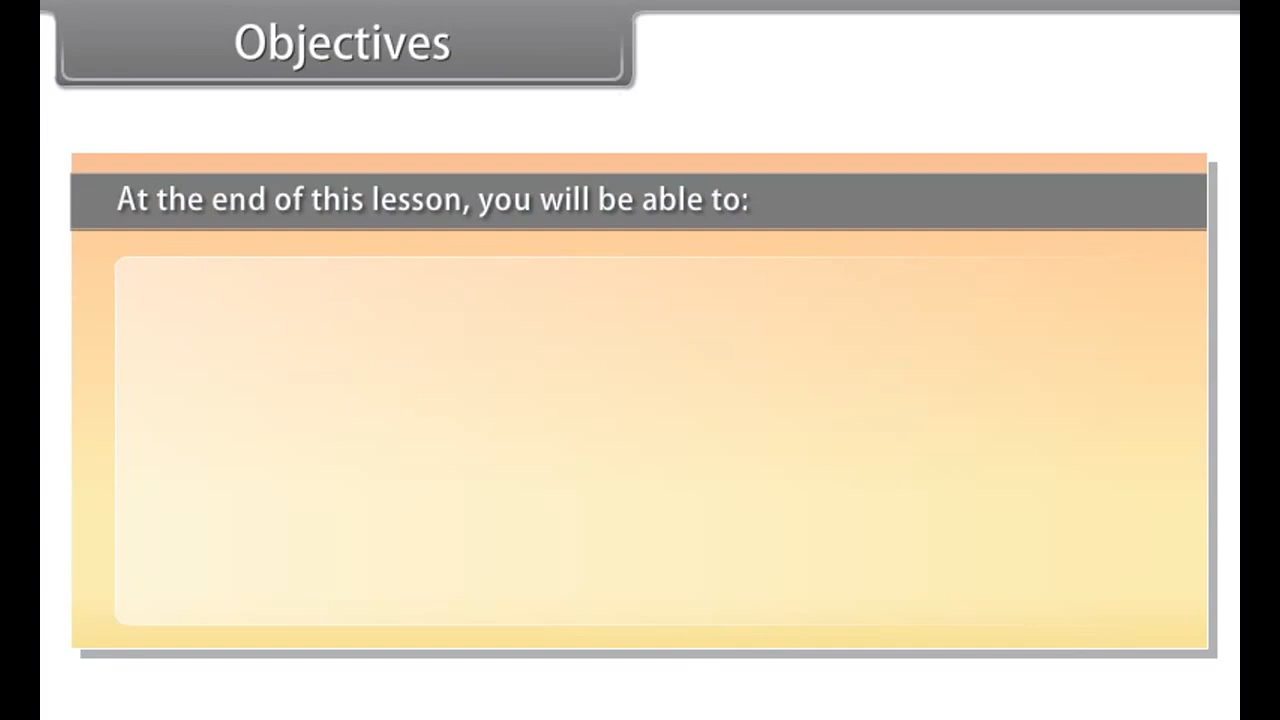 Objectives
At the end of this lesson, you will be able to: